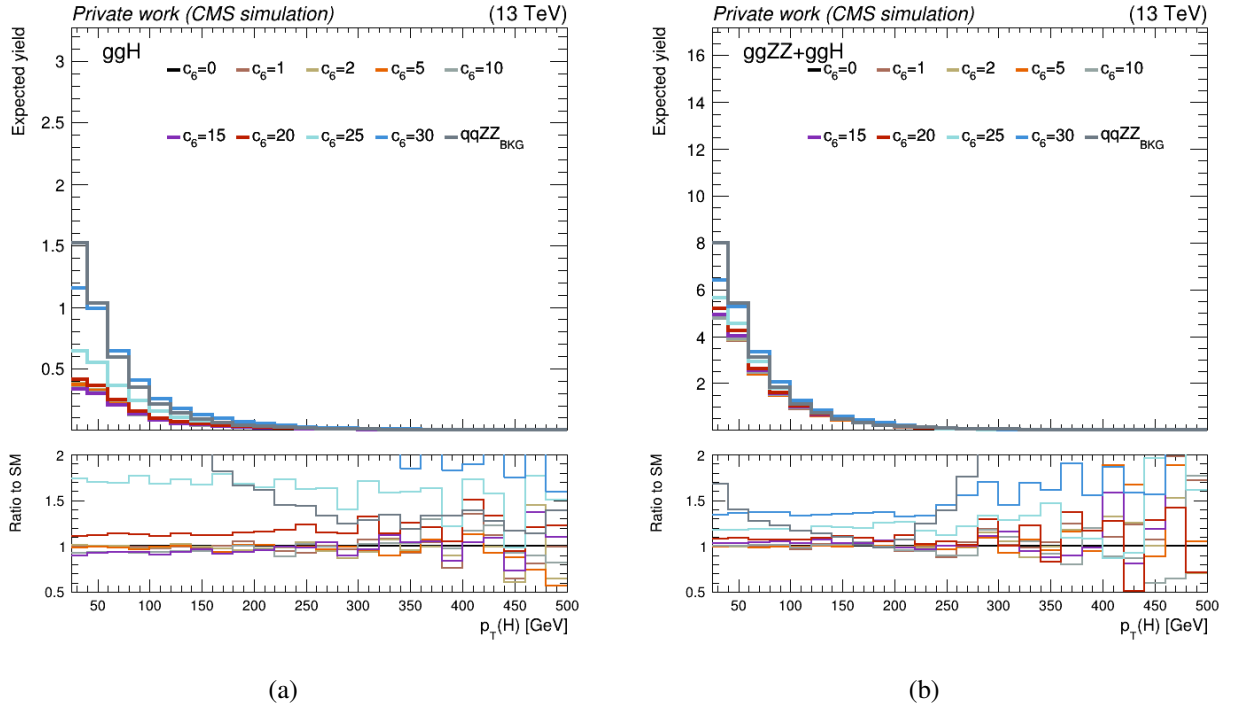 Private work (CMS simulation) (13 TeV)
Expected yield
ggH
c6=0 c6=1 c6=2 c6=5 c6=10
c6=15 c6=20 c6=25 c6=30 qqZZBKG
3
2.5
2
1.5
1
0.5
Ratio to SM
2
1.5
1
0.5
50 100 150 200 250 300 350 400 450 500
pT(H) [GeV]
(a)
Private work (CMS simulation) (13 TeV)
Expected yield
ggZZ+ggH
c6=0 c6=1 c6=2 c6=5 c6=10
c6=15 c6=20 c6=25 c6=30 qqZZBKG
16
14
12
10
8
6
4
2
Ratio to SM
2
1.5
1
0.5
50 100 150 200 250 300 350 400 450 500
pT(H) [GeV]
(b)